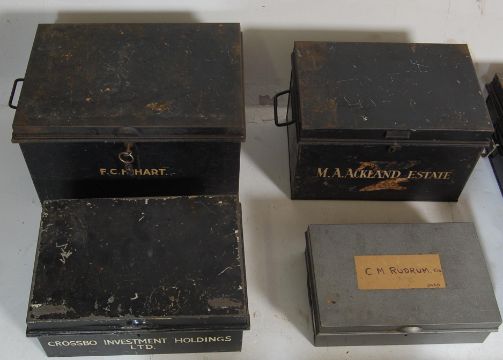 F.C.H. HART.
M.A. ACKLAND ESTATE
CROSSBO INVESTMENT HOLDINGS
LTD.
C M RUDRUM.